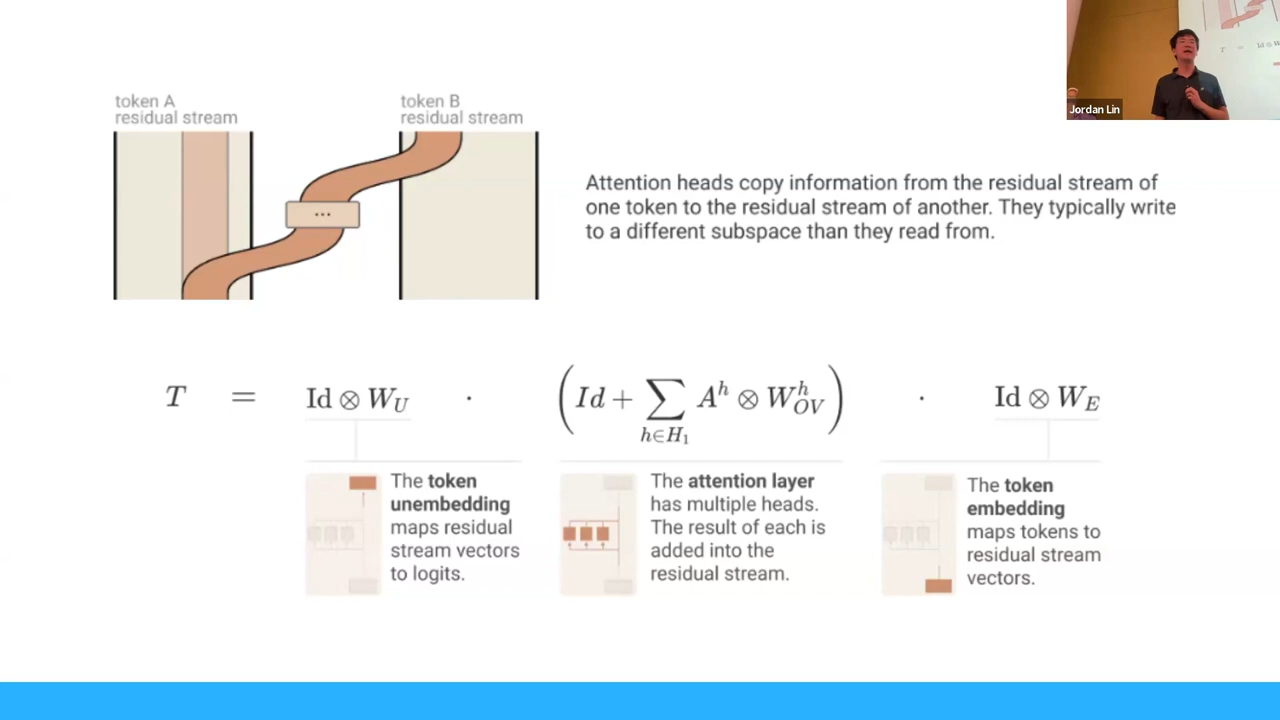 Jordan Lin
token A
residual stream
token B
residual stream
Attention heads copy information from the residual stream of
one token to the residual stream of another. They typically write
to a different subspace than they read from.
...
T = Id ⊗ W_U · (Id + ∑_{h∈H_1} A^h ⊗ W_{OV}^h) · Id ⊗ W_E
The token
unembedding
maps residual
stream vectors
to logits.
The attention layer
has multiple heads.
The result of each is
added into the
residual stream.
The token
embedding
maps tokens to
residual stream
vectors.